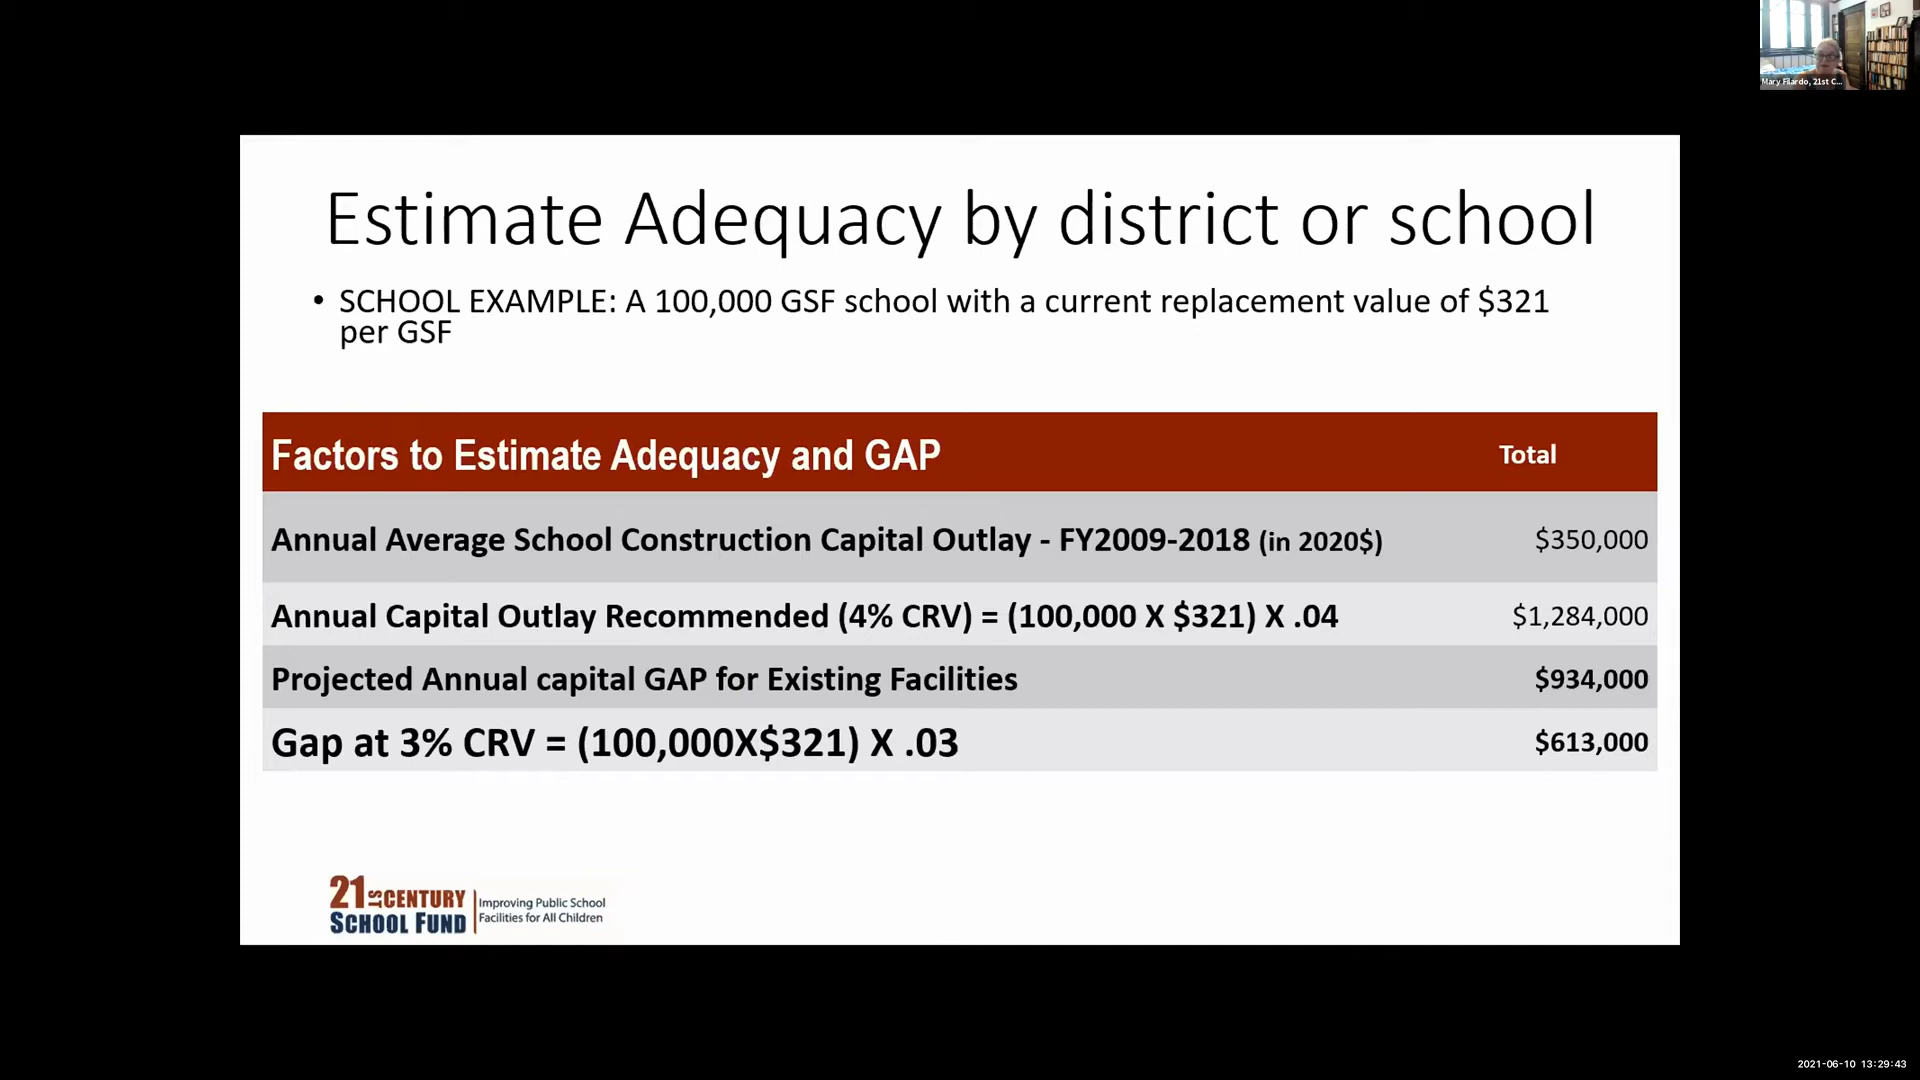 Mary Filardo, 21st C...
Estimate Adequacy by district or school
• SCHOOL EXAMPLE: A 100,000 GSF school with a current replacement value of $321
per GSF
Factors to Estimate Adequacy and GAP Total
Annual Average School Construction Capital Outlay - FY2009-2018 (in 2020$) $350,000
Annual Capital Outlay Recommended (4% CRV) = (100,000 X $321) X .04 $1,284,000
Projected Annual capital GAP for Existing Facilities $934,000
Gap at 3% CRV = (100,000X$321) X .03 $613,000
21ST CENTURY
SCHOOL FUND
Improving Public School
Facilities for All Children
2021-06-10 13:29:43